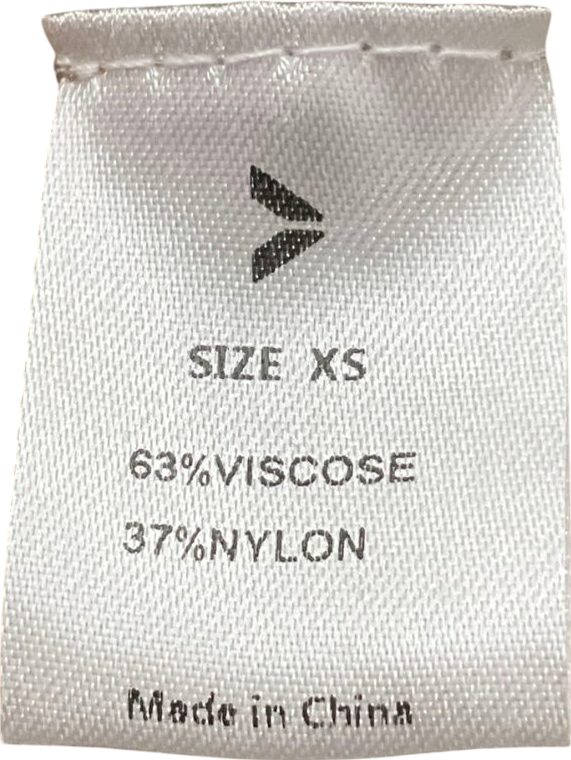 SIZE XS
63%VISCOSE
37%NYLON
Made in China